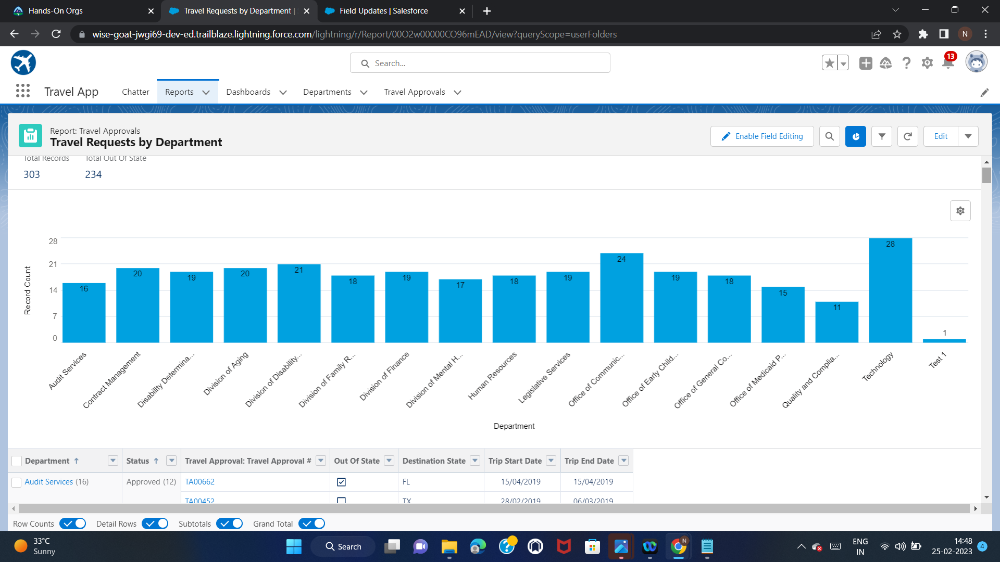 Hands-On Orgs
Travel Requests by Department |
Field Updates | Salesforce
wise-goat-jwgi69-dev-ed.trailblaze.lightning.force.com/lightning/r/Report/00O2w00000CO96mEAD/view?queryScope=userFolders
N
Search...
13
Travel App
Chatter
Reports
Dashboards
Departments
Travel Approvals
Report: Travel Approvals
Travel Requests by Department
Enable Field Editing
Edit
Total Records
Total Out Of State
303
234
Record Count
28
21
14
7
0
16
20
19
20
21
18
19
17
18
19
24
19
18
15
11
28
1
Audit Services
Contract Management
Disability Determina...
Division of Aging
Division of Disability...
Division of Family R...
Division of Finance
Division of Mental H...
Human Resources
Legislative Services
Office of Communic...
Office of Early Child...
Office of General Co...
Office of Medicaid P...
Quality and Complia...
Technology
Test 1
Department
Department ↑
Status ↑
Travel Approval: Travel Approval #
Out Of State
Destination State
Trip Start Date
Trip End Date
Audit Services (16)
Approved (12)
TA00662
FL
15/04/2019
15/04/2019
TA00452
TX
28/02/2019
06/03/2019
Row Counts
Detail Rows
Subtotals
Grand Total
33°C
Sunny
Search
N
ENG
IN
14:48
25-02-2023
4